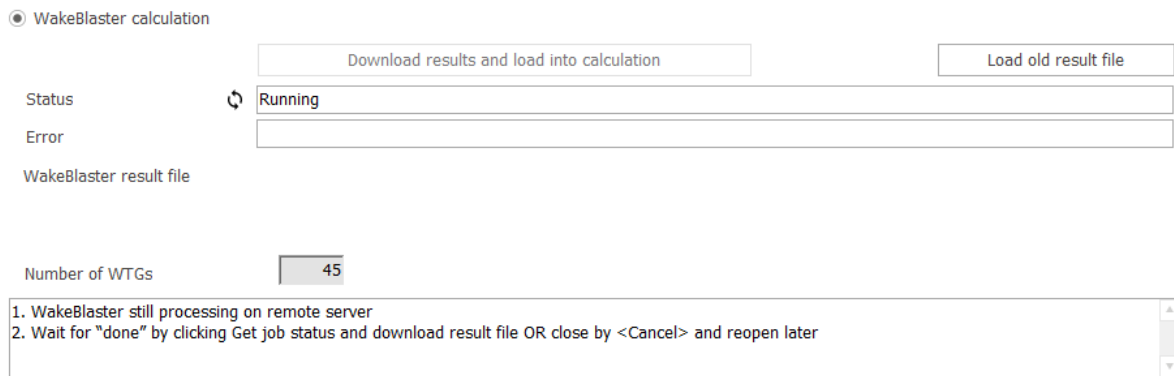 WakeBlaster calculation
Download results and load into calculation
Load old result file
Status
Running
Error
WakeBlaster result file
Number of WTGs
45
1. WakeBlaster still processing on remote server
2. Wait for “done” by clicking Get job status and download result file OR close by <Cancel> and reopen later